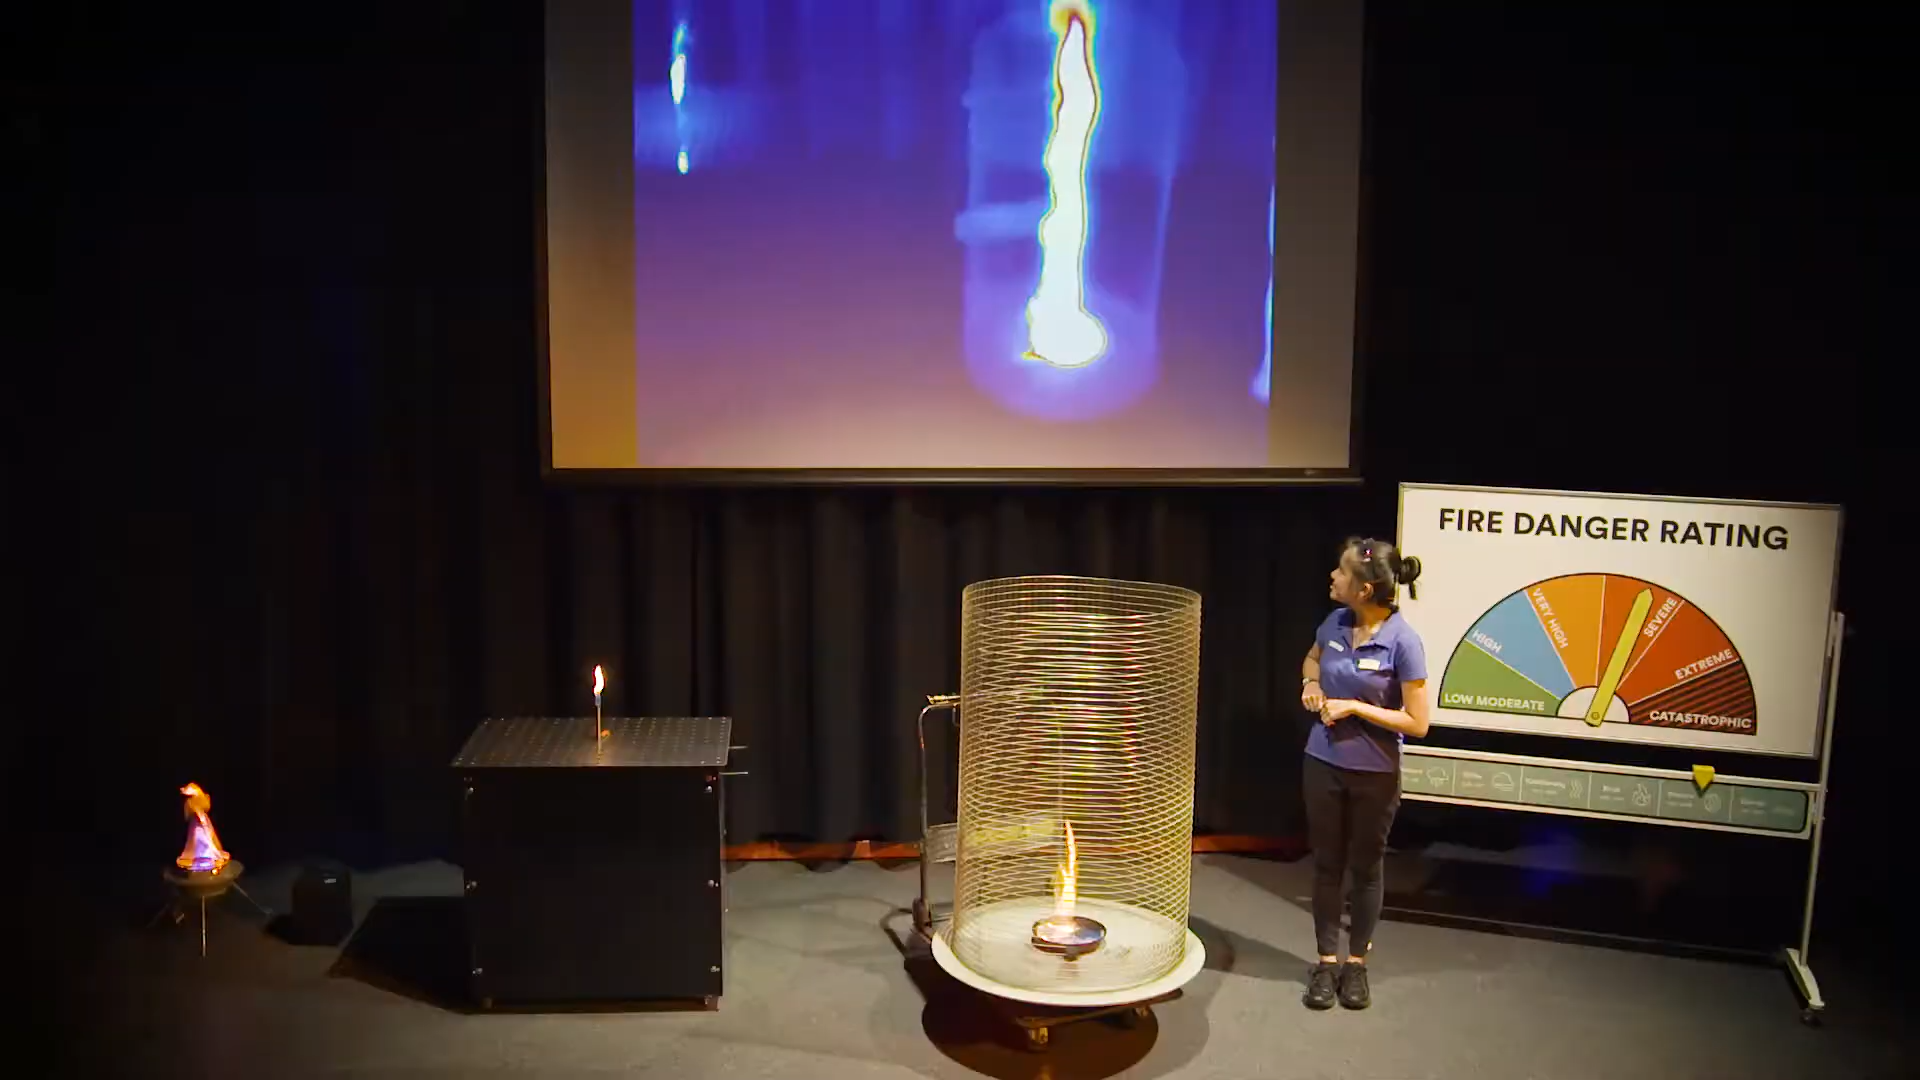 FIRE DANGER RATING
LOW MODERATE
HIGH
VERY HIGH
SEVERE
EXTREME
CATASTROPHIC